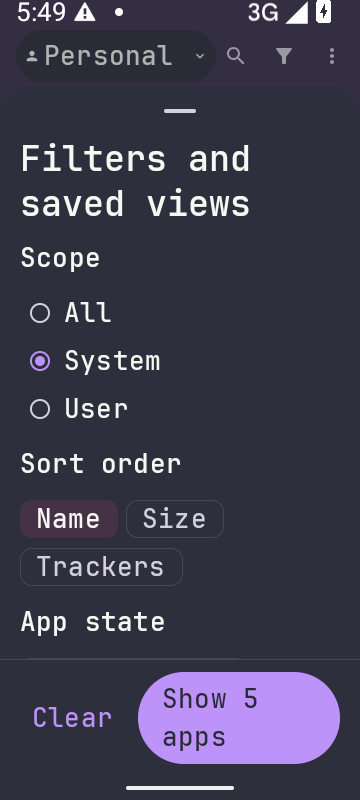 5:49
3G
Personal
Filters and
saved views
Scope
All
System
User
Sort order
Name
Size
Trackers
App state
Clear
Show 5
apps